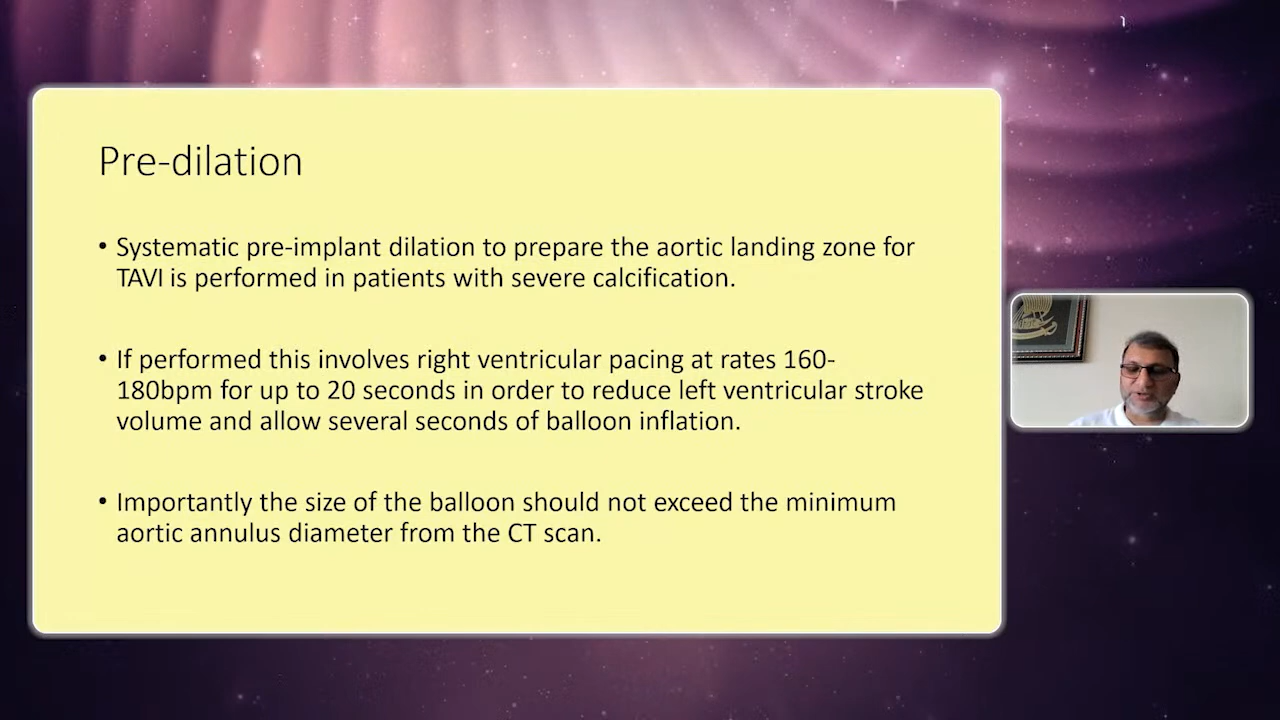 Pre-dilation
• Systematic pre-implant dilation to prepare the aortic landing zone for
TAVI is performed in patients with severe calcification.
• If performed this involves right ventricular pacing at rates 160-
180bpm for up to 20 seconds in order to reduce left ventricular stroke
volume and allow several seconds of balloon inflation.
• Importantly the size of the balloon should not exceed the minimum
aortic annulus diameter from the CT scan.